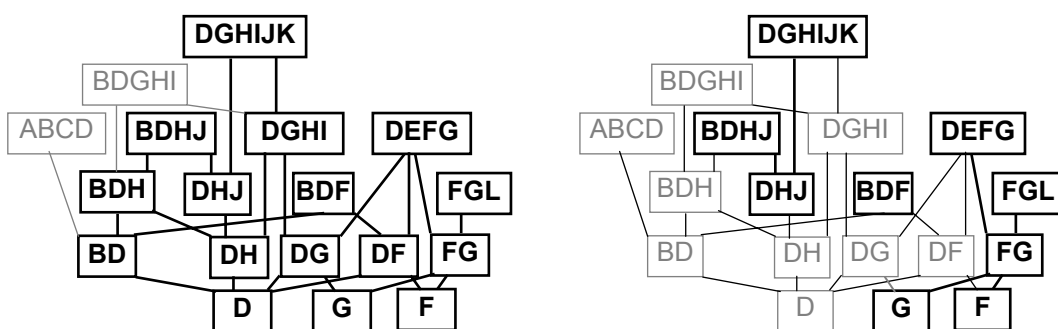 DGHIJK
BDGHI
ABCD
BDHJ
DGHI
DEFG
BDH
DHJ
BDF
FGL
BD
DH
DG
DF
FG
D
G
F
DGHIJK
BDGHI
ABCD
BDHJ
DGHI
DEFG
BDH
DHJ
BDF
FGL
BD
DH
DG
DF
FG
D
G
F